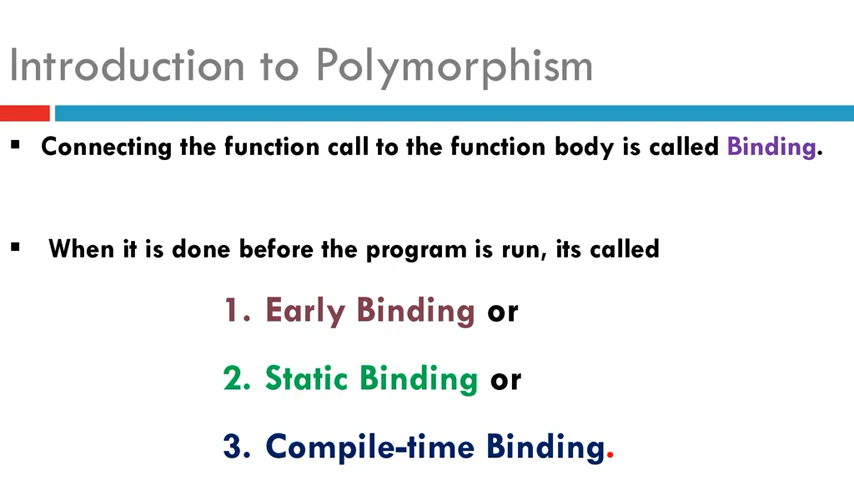 Introduction to Polymorphism
▪ Connecting the function call to the function body is called Binding.
▪ When it is done before the program is run, its called
1. Early Binding or
2. Static Binding or
3. Compile-time Binding.